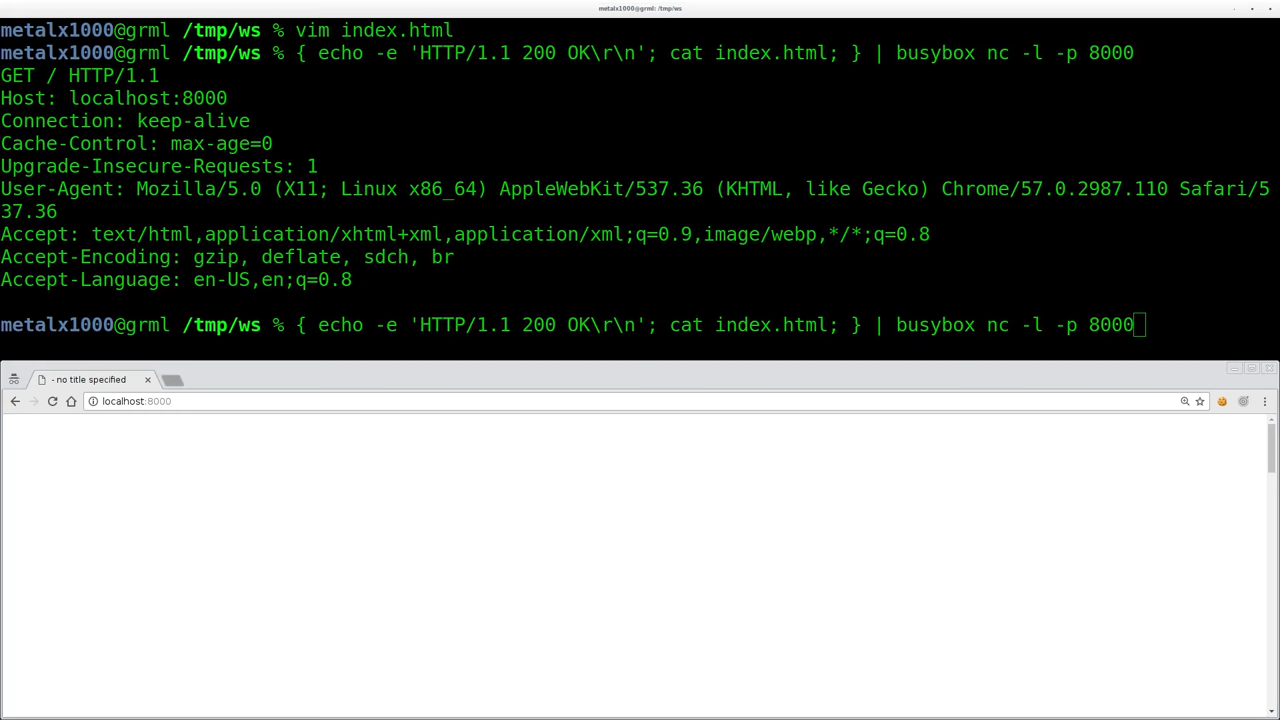 metalx1000@grml: /tmp/ws
metalx1000@grml /tmp/ws % vim index.html
metalx1000@grml /tmp/ws % { echo -e 'HTTP/1.1 200 OK\r\n'; cat index.html; } | busybox nc -l -p 8000
GET / HTTP/1.1
Host: localhost:8000
Connection: keep-alive
Cache-Control: max-age=0
Upgrade-Insecure-Requests: 1
User-Agent: Mozilla/5.0 (X11; Linux x86_64) AppleWebKit/537.36 (KHTML, like Gecko) Chrome/57.0.2987.110 Safari/5
37.36
Accept: text/html,application/xhtml+xml,application/xml;q=0.9,image/webp,*/*;q=0.8
Accept-Encoding: gzip, deflate, sdch, br
Accept-Language: en-US,en;q=0.8
metalx1000@grml /tmp/ws % { echo -e 'HTTP/1.1 200 OK\r\n'; cat index.html; } | busybox nc -l -p 8000
- no title specified
localhost:8000